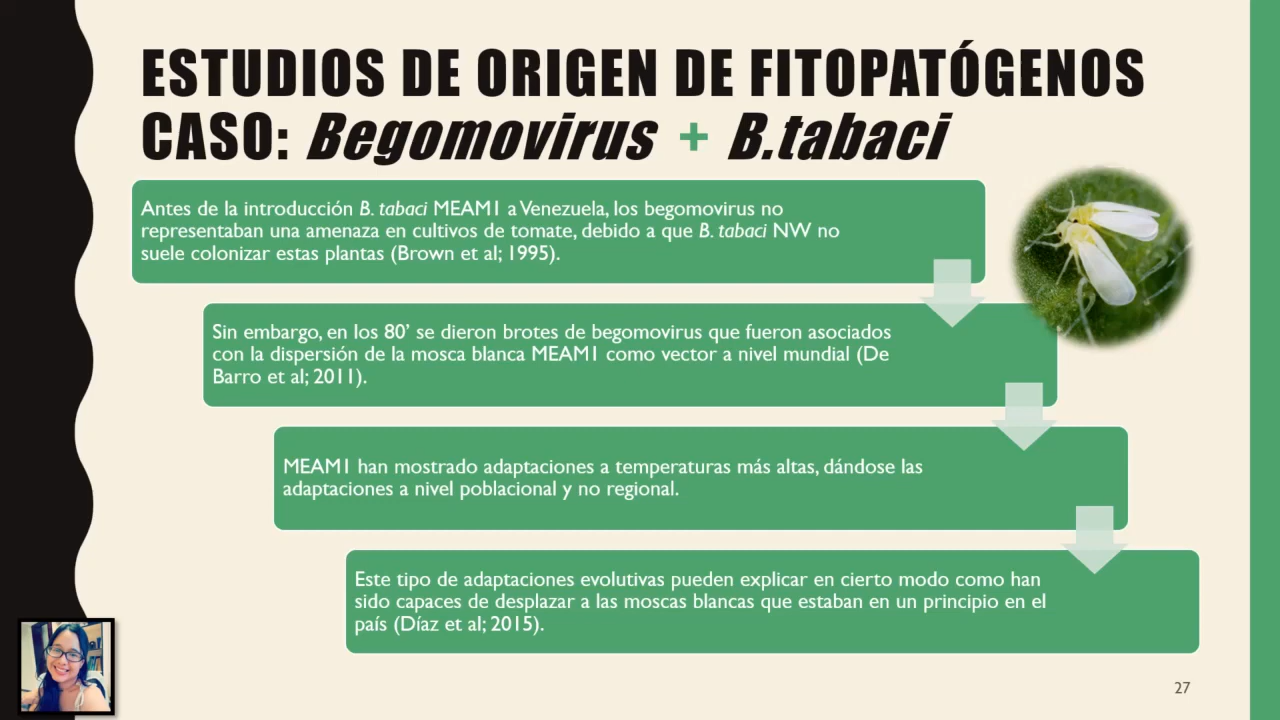 ESTUDIOS DE ORIGEN DE FITOPATÓGENOS
CASO: Begomovirus + B.tabaci
Antes de la introducción B. tabaci MEAM1 a Venezuela, los begomovirus no
representaban una amenaza en cultivos de tomate, debido a que B. tabaci NW no
suele colonizar estas plantas (Brown et al; 1995).
Sin embargo, en los 80’ se dieron brotes de begomovirus que fueron asociados
con la dispersión de la mosca blanca MEAM1 como vector a nivel mundial (De
Barro et al; 2011).
MEAM1 han mostrado adaptaciones a temperaturas más altas, dándose las
adaptaciones a nivel poblacional y no regional.
Este tipo de adaptaciones evolutivas pueden explicar en cierto modo como han
sido capaces de desplazar a las moscas blancas que estaban en un principio en el
país (Díaz et al; 2015).
27